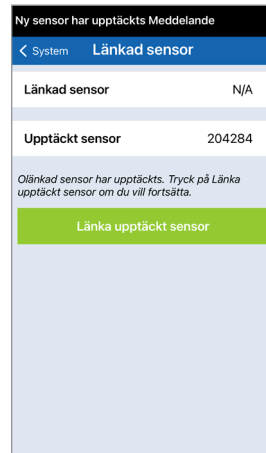 Ny sensor har upptäckts Meddelande
System Länkad sensor
Länkad sensor N/A
Upptäckt sensor 204284
Olänkad sensor har upptäckts. Tryck på Länka
upptäckt sensor om du vill fortsätta.
Länka upptäckt sensor